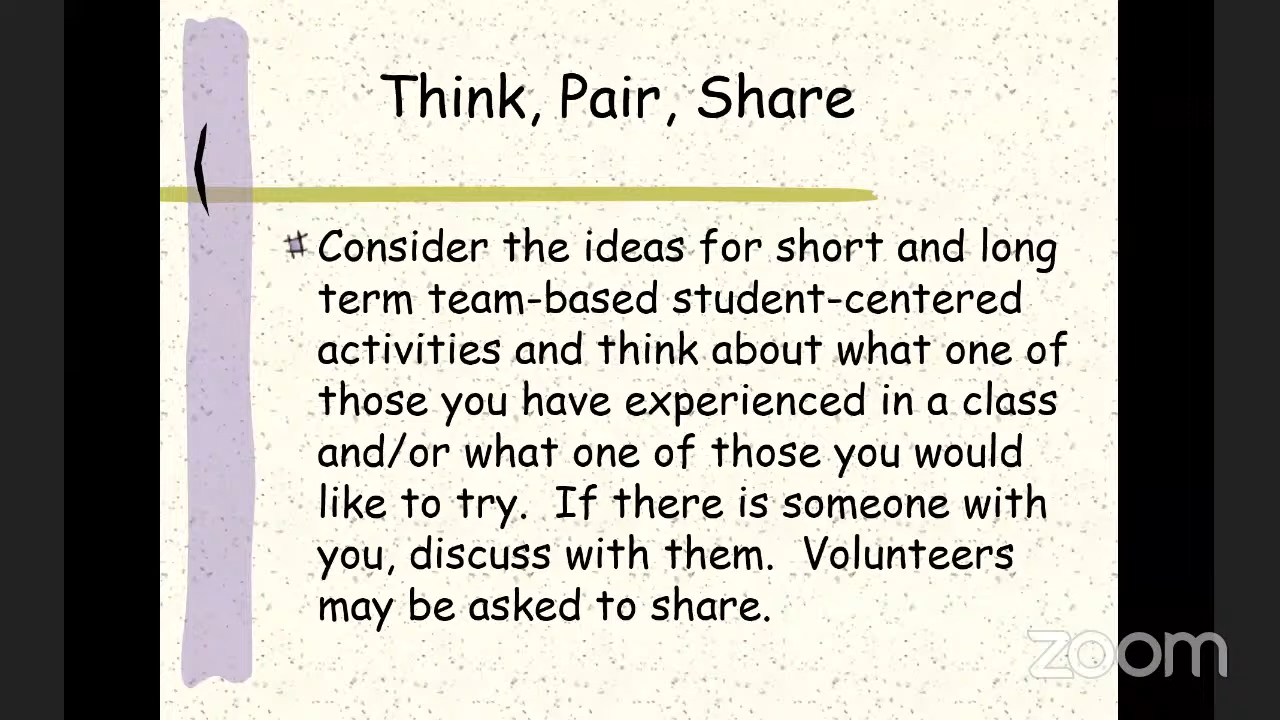 Think, Pair, Share
Consider the ideas for short and long
term team-based student-centered
activities and think about what one of
those you have experienced in a class
and/or what one of those you would
like to try.  If there is someone with
you, discuss with them.  Volunteers
may be asked to share.
zoom